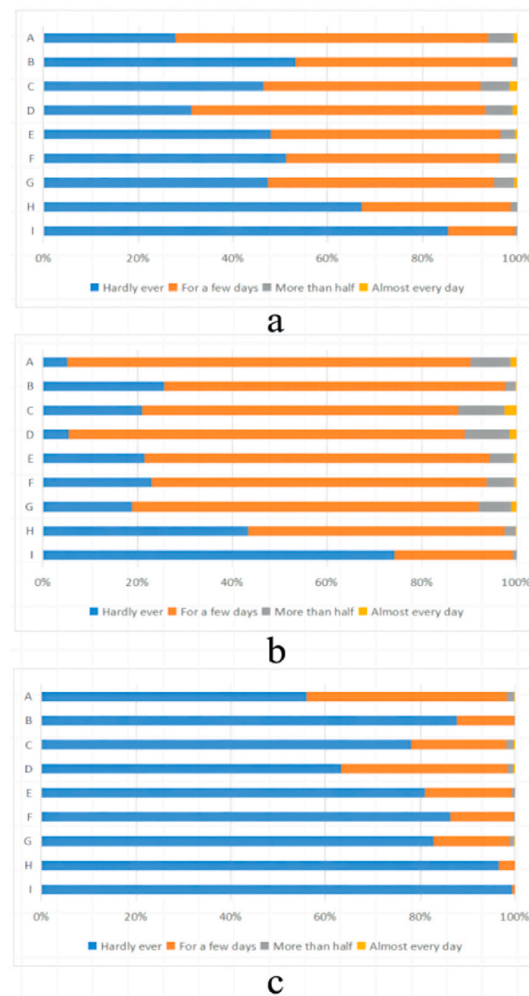 A
B
C
D
E
F
G
H
I
0% 20% 40% 60% 80% 100%
Hardly ever For a few days More than half Almost every day
a
A
B
C
D
E
F
G
H
I
0% 20% 40% 60% 80% 100%
Hardly ever For a few days More than half Almost every day
b
A
B
C
D
E
F
G
H
I
0% 20% 40% 60% 80% 100%
Hardly ever For a few days More than half Almost every day
c